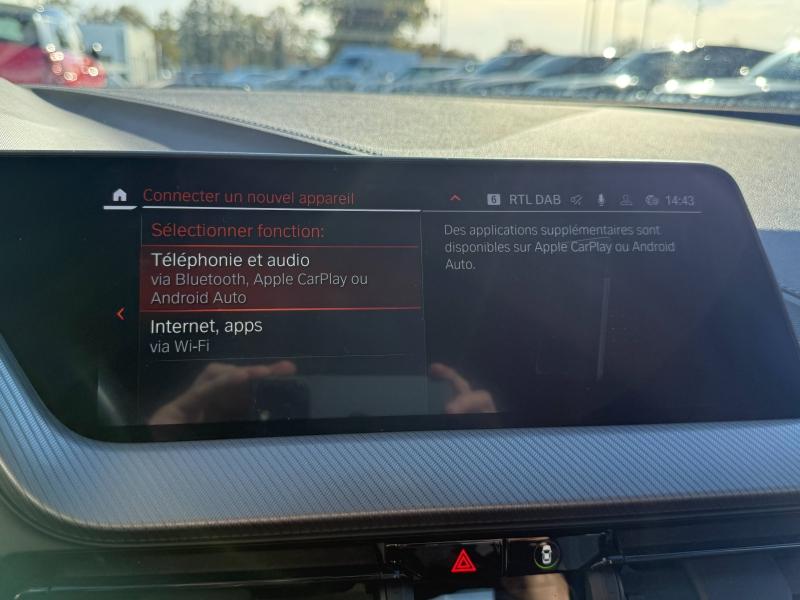 Connecter un nouvel appareil
6 RTL DAB 14:43
Sélectionner fonction:
Téléphonie et audio
via Bluetooth, Apple CarPlay ou
Android Auto
Internet, apps
via Wi-Fi
Des applications supplémentaires sont
disponibles sur Apple CarPlay ou Android
Auto.